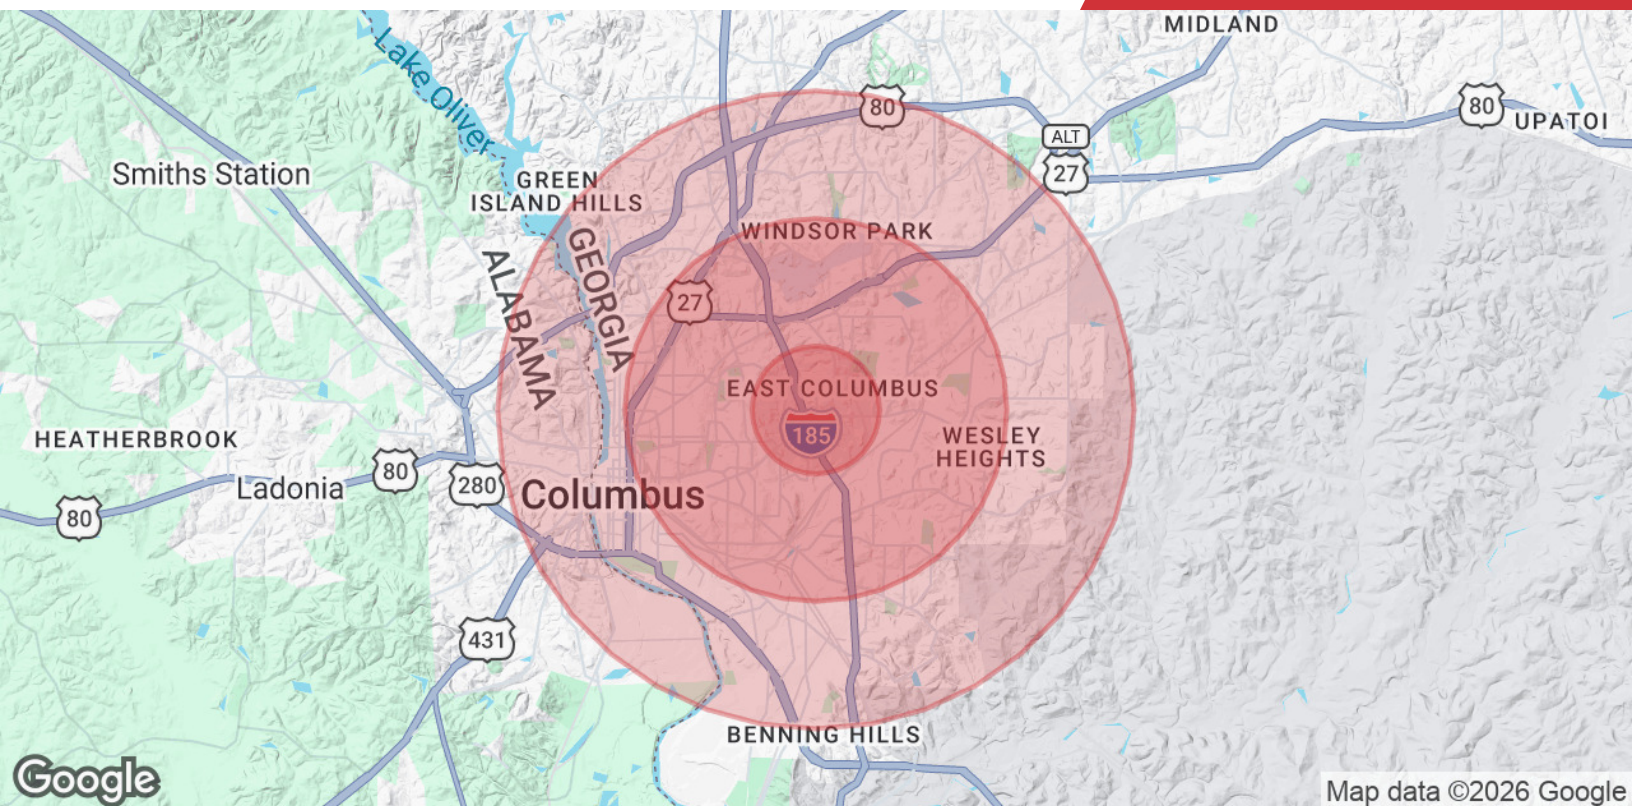 MIDLAND
Lake Oliver
80
80
UPATOI
ALT
27
Smiths Station
GREEN
ISLAND HILLS
WINDSOR PARK
GEORGIA
ALABAMA
27
EAST COLUMBUS
185
HEATHERBROOK
WESLEY
HEIGHTS
80
Ladonia
280
Columbus
80
431
BENNING HILLS
Google
Map data ©2026 Google